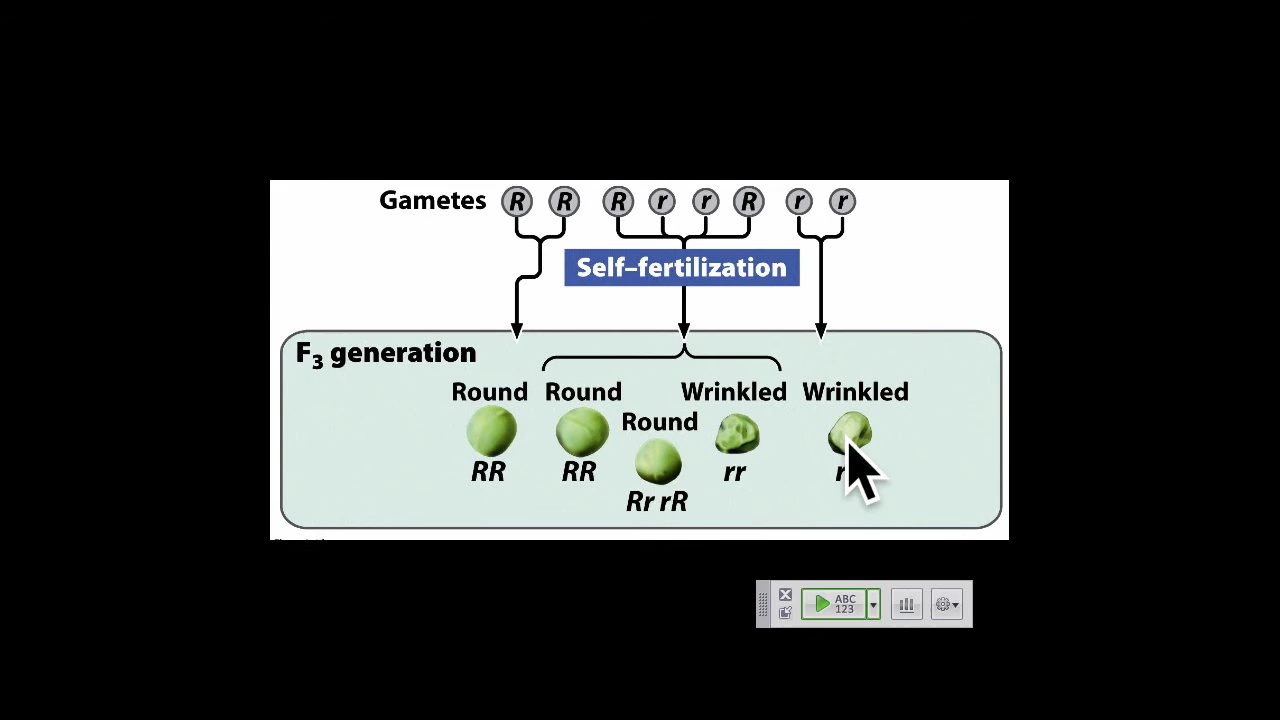 Gametes R R R r r R r r
Self–fertilization
F₃ generation
Round Round Wrinkled Wrinkled
Round
RR RR rr
Rr rR
ABC
123